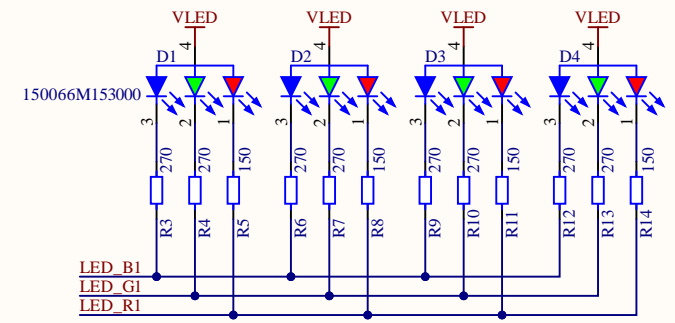 VLED VLED VLED VLED
4 4 4 4
D1 D2 D3 D4
150066M153000
3 2 1 3 2 1 3 2 1 3 2 1
270 270 150 270 270 150 270 270 150 270 270 150
R3 R4 R5 R6 R7 R8 R9 R10 R11 R12 R13 R14
LED_B1
LED_G1
LED_R1